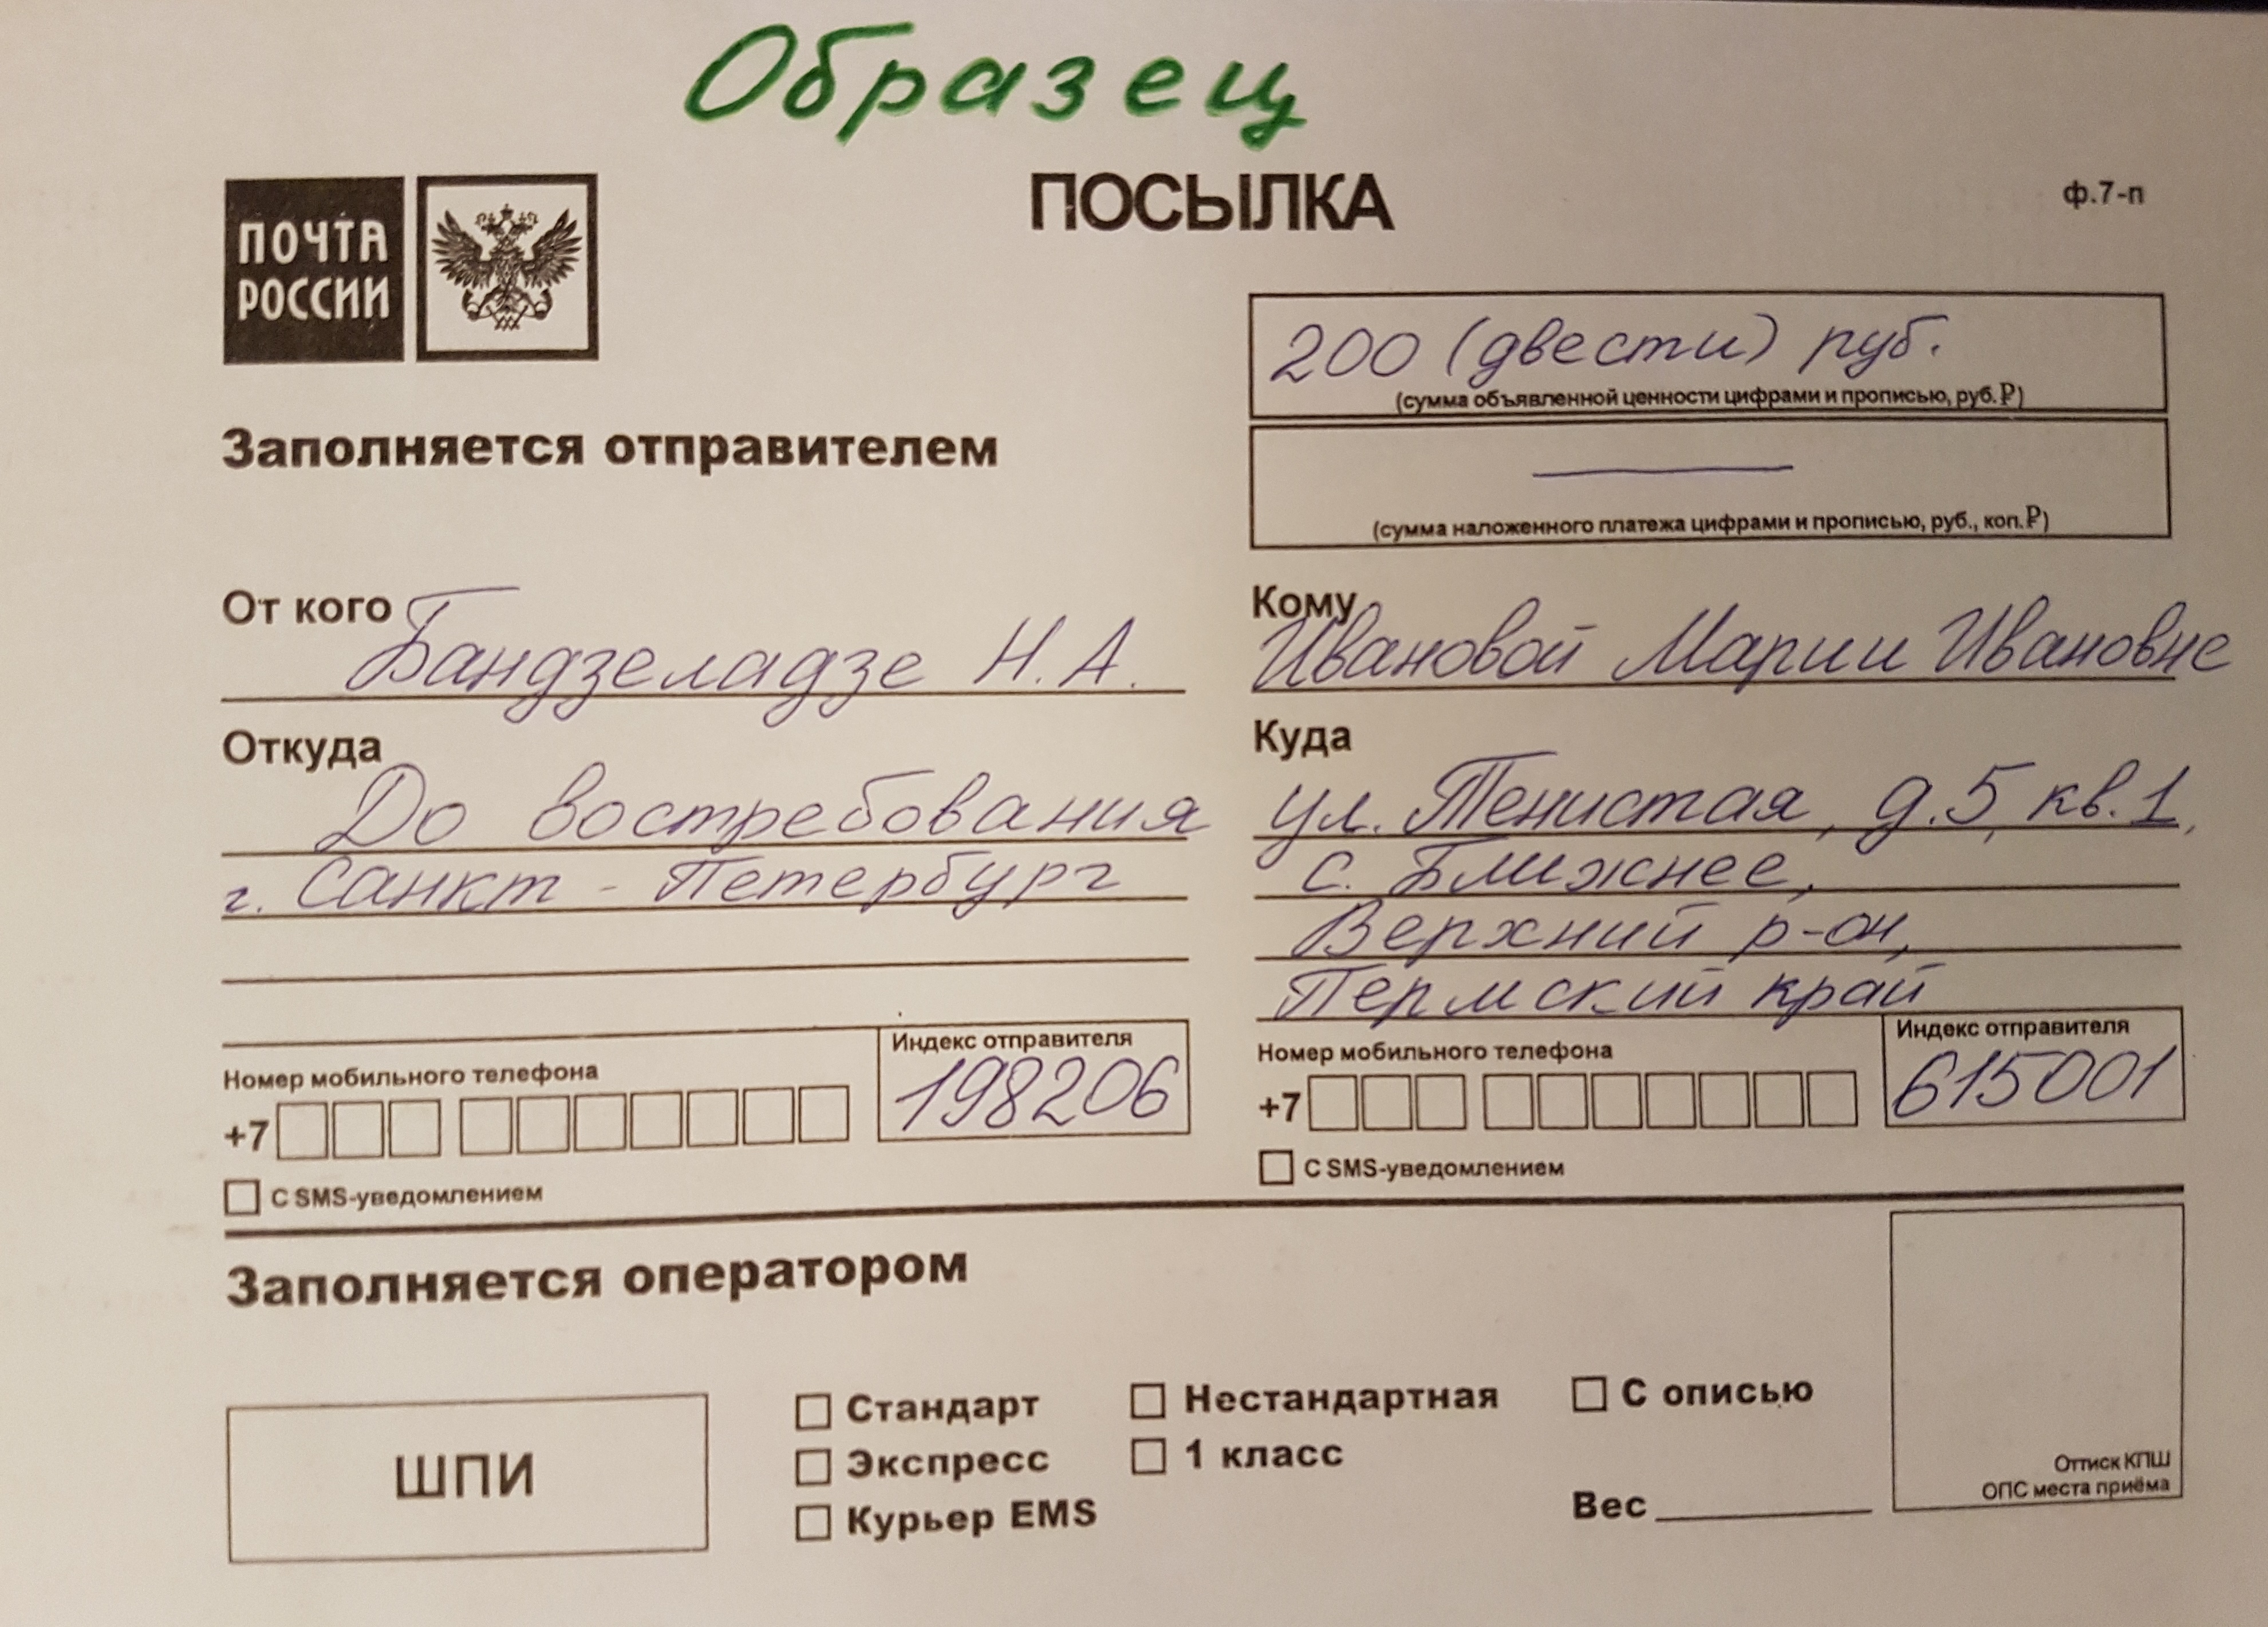 Образец
ПОЧТА
РОССИИ
ПОСЫЛКА
ф.7-п
200 (двести) руб.
(сумма объявленной ценности цифрами и прописью, руб.₽)
Заполняется отправителем
(сумма наложенного платежа цифрами и прописью, руб., коп.₽)
От кого
Бандзеладзе Н.А.
Откуда
До востребования
г. Санкт-Петербург
Номер мобильного телефона
+7
Индекс отправителя
198206
С SMS-уведомлением
Кому
Ивановой Марии Ивановне
Куда
ул. Тенистая, д.5, кв.1,
с. Ближнее,
Верхний р-он,
Пермский край
Номер мобильного телефона
+7
Индекс отправителя
615001
С SMS-уведомлением
Заполняется оператором
ШПИ
Стандарт
Экспресс
Курьер EMS
Нестандартная
1 класс
С описью
Вес
Оттиск КПШ
ОПС места приёма